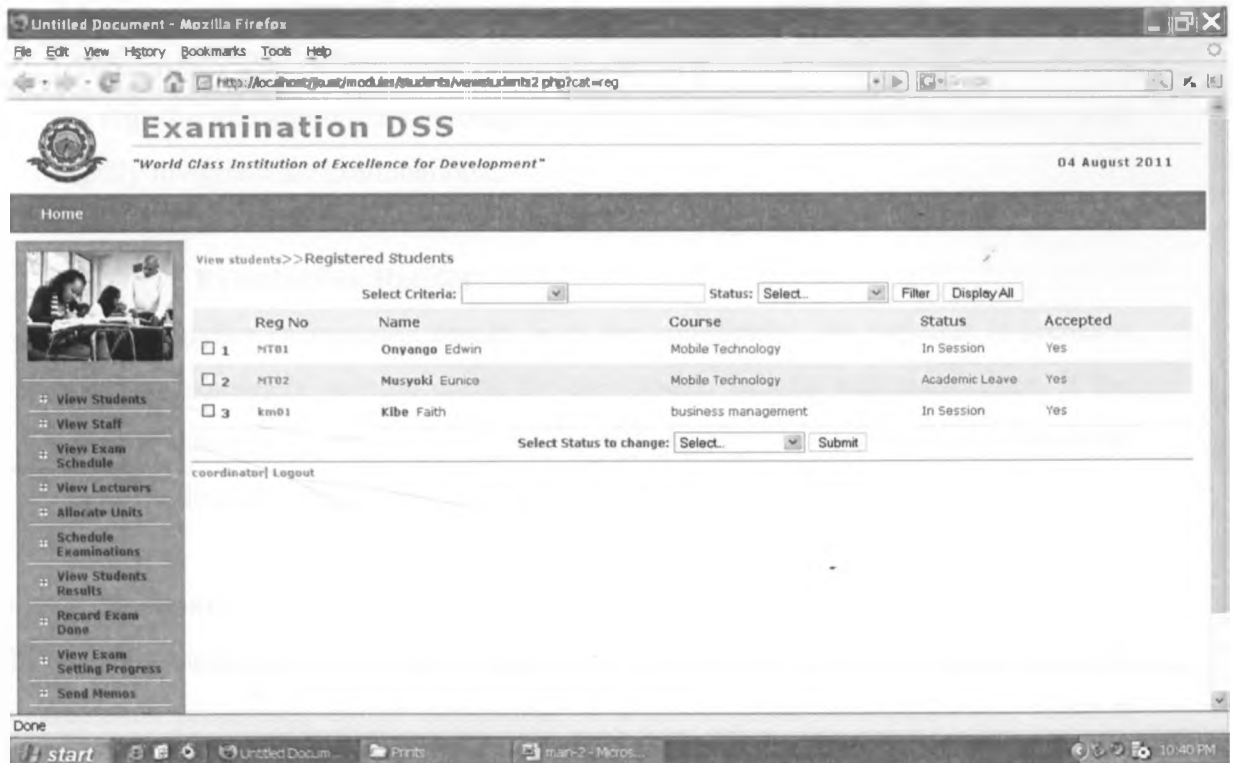 Untitled Document - Mozilla Firefox
File Edit View History Bookmarks Tools Help
Examination DSS
"World Class Institution of Excellence for Development"
04 August 2011
Home
View students>>Registered Students
Select Criteria: Status: Select... Filter Display All
Reg No Name Course Status Accepted
1 MT01 Onyango Edwin Mobile Technology In Session Yes
2 MT02 Musyoki Eunice Mobile Technology Academic Leave Yes
3 km01 Kibe Faith business management In Session Yes
Select Status to change: Select... Submit
coordinator| Logout
View Students
View Staff
View Exam
Schedule
View Lecturers
Allocate Units
Schedule
Examinations
View Students
Results
Record Exam
Done
View Exam
Setting Progress
Send Memos
Done
start Untitled Docum... Prints man-2 - Micros... 10:40 PM